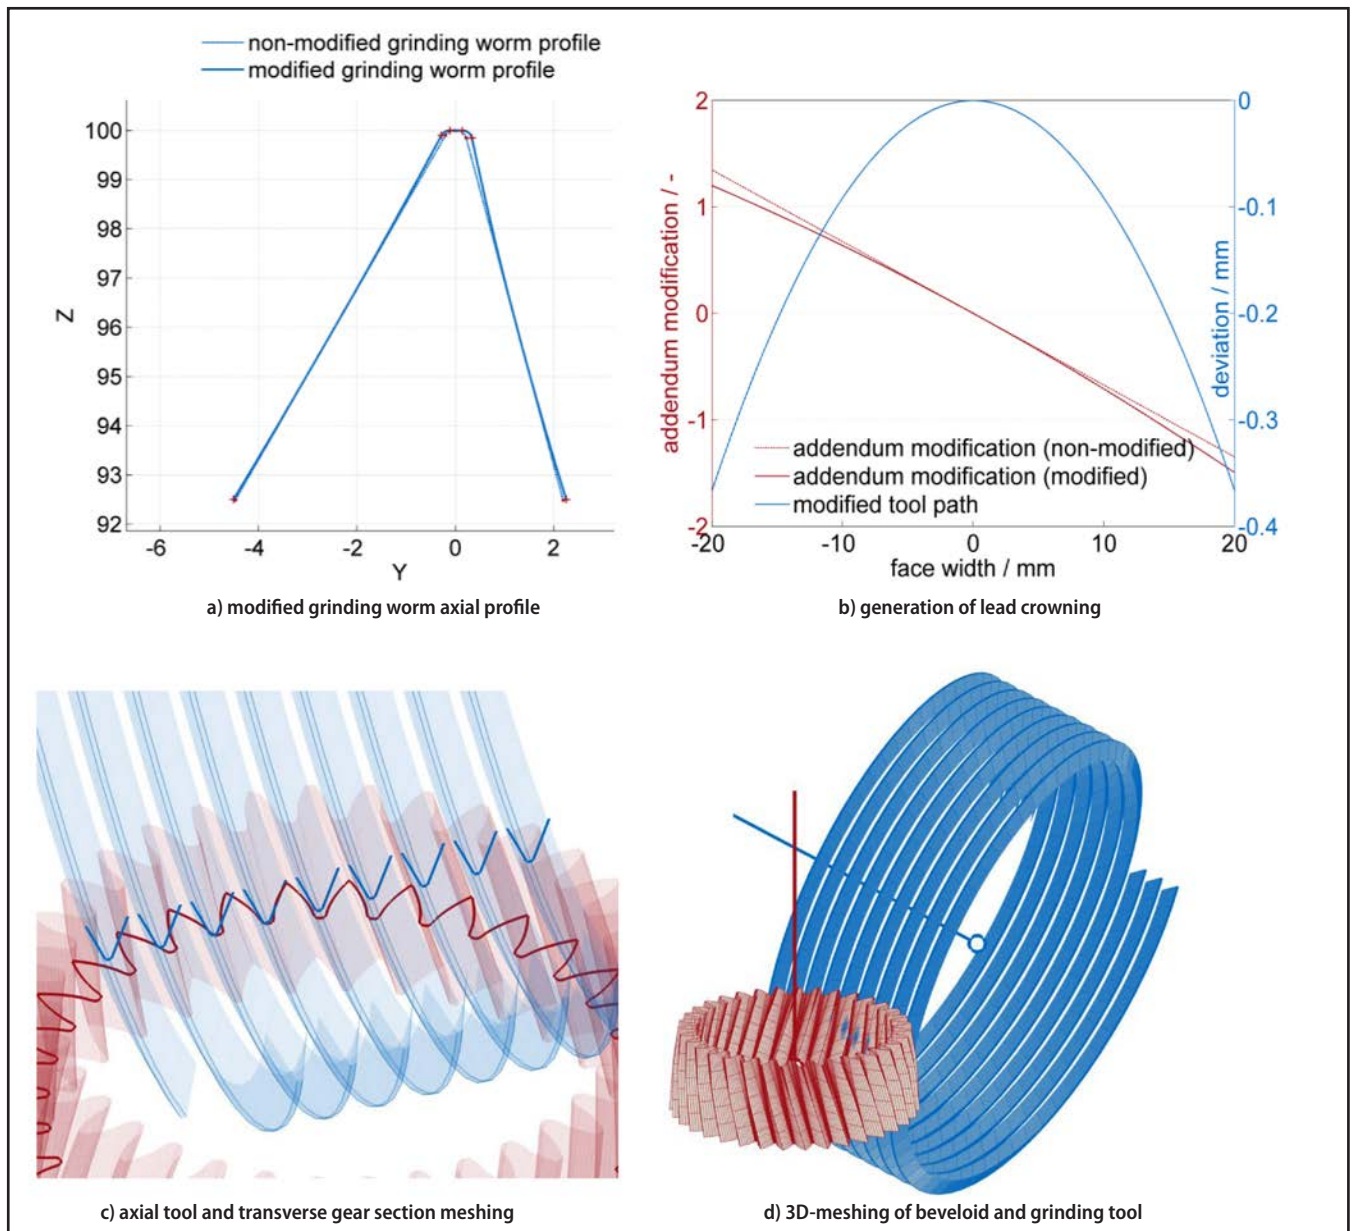 non-modified grinding worm profile
modified grinding worm profile
100
99
98
97
96
95
94
93
92
Z
-6
-4
-2
0
2
Y
a) modified grinding worm axial profile
2
1
0
-1
-2
addendum modification / -
0
-0.1
-0.2
-0.3
-0.4
deviation / mm
addendum modification (non-modified)
addendum modification (modified)
modified tool path
-20
-10
0
10
20
face width / mm
b) generation of lead crowning
c) axial tool and transverse gear section meshing
d) 3D-meshing of beveloid and grinding tool